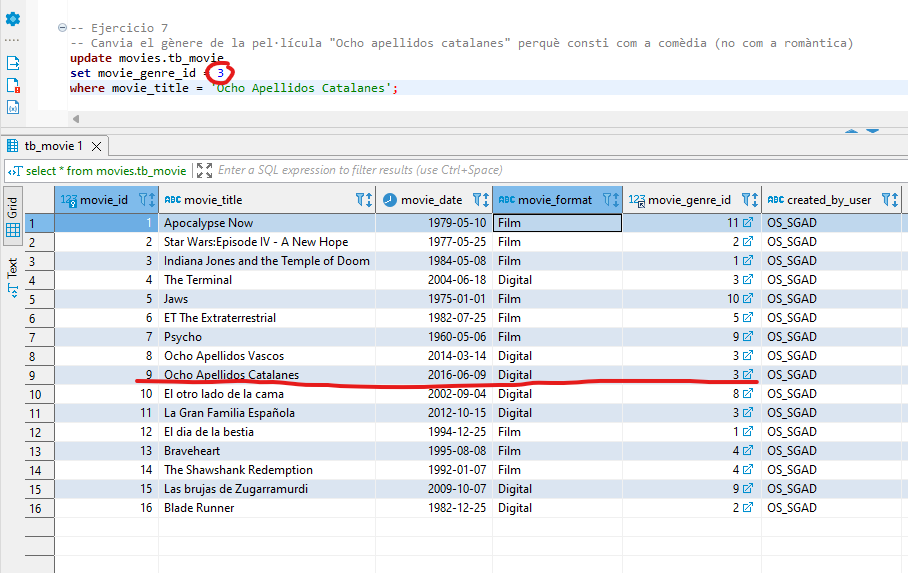 -- Ejercicio 7
-- Canvia el gènere de la pel·lícula "Ocho apellidos catalanes" perquè consti com a comèdia (no com a romàntica)
update movies.tb_movie
set movie_genre_id = 3
where movie_title = 'Ocho Apellidos Catalanes';
tb_movie 1
select * from movies.tb_movie Enter a SQL expression to filter results (use Ctrl+Space)
Grid
Text
123 movie_id ABC movie_title movie_date ABC movie_format 123 movie_genre_id ABC created_by_user
1 1 Apocalypse Now 1979-05-10 Film 11 OS_SGAD
2 2 Star Wars:Episode IV - A New Hope 1977-05-25 Film 2 OS_SGAD
3 3 Indiana Jones and the Temple of Doom 1984-05-08 Film 1 OS_SGAD
4 4 The Terminal 2004-06-18 Digital 3 OS_SGAD
5 5 Jaws 1975-01-01 Film 10 OS_SGAD
6 6 ET The Extraterrestrial 1982-07-25 Film 5 OS_SGAD
7 7 Psycho 1960-05-06 Film 9 OS_SGAD
8 8 Ocho Apellidos Vascos 2014-03-14 Digital 3 OS_SGAD
9 9 Ocho Apellidos Catalanes 2016-06-09 Digital 3 OS_SGAD
10 10 El otro lado de la cama 2002-09-04 Digital 8 OS_SGAD
11 11 La Gran Familia Española 2012-10-15 Digital 3 OS_SGAD
12 12 El dia de la bestia 1994-12-25 Film 1 OS_SGAD
13 13 Braveheart 1995-08-08 Film 4 OS_SGAD
14 14 The Shawshank Redemption 1992-01-07 Film 4 OS_SGAD
15 15 Las brujas de Zugarramurdi 2009-10-07 Digital 9 OS_SGAD
16 16 Blade Runner 1982-12-25 Digital 2 OS_SGAD